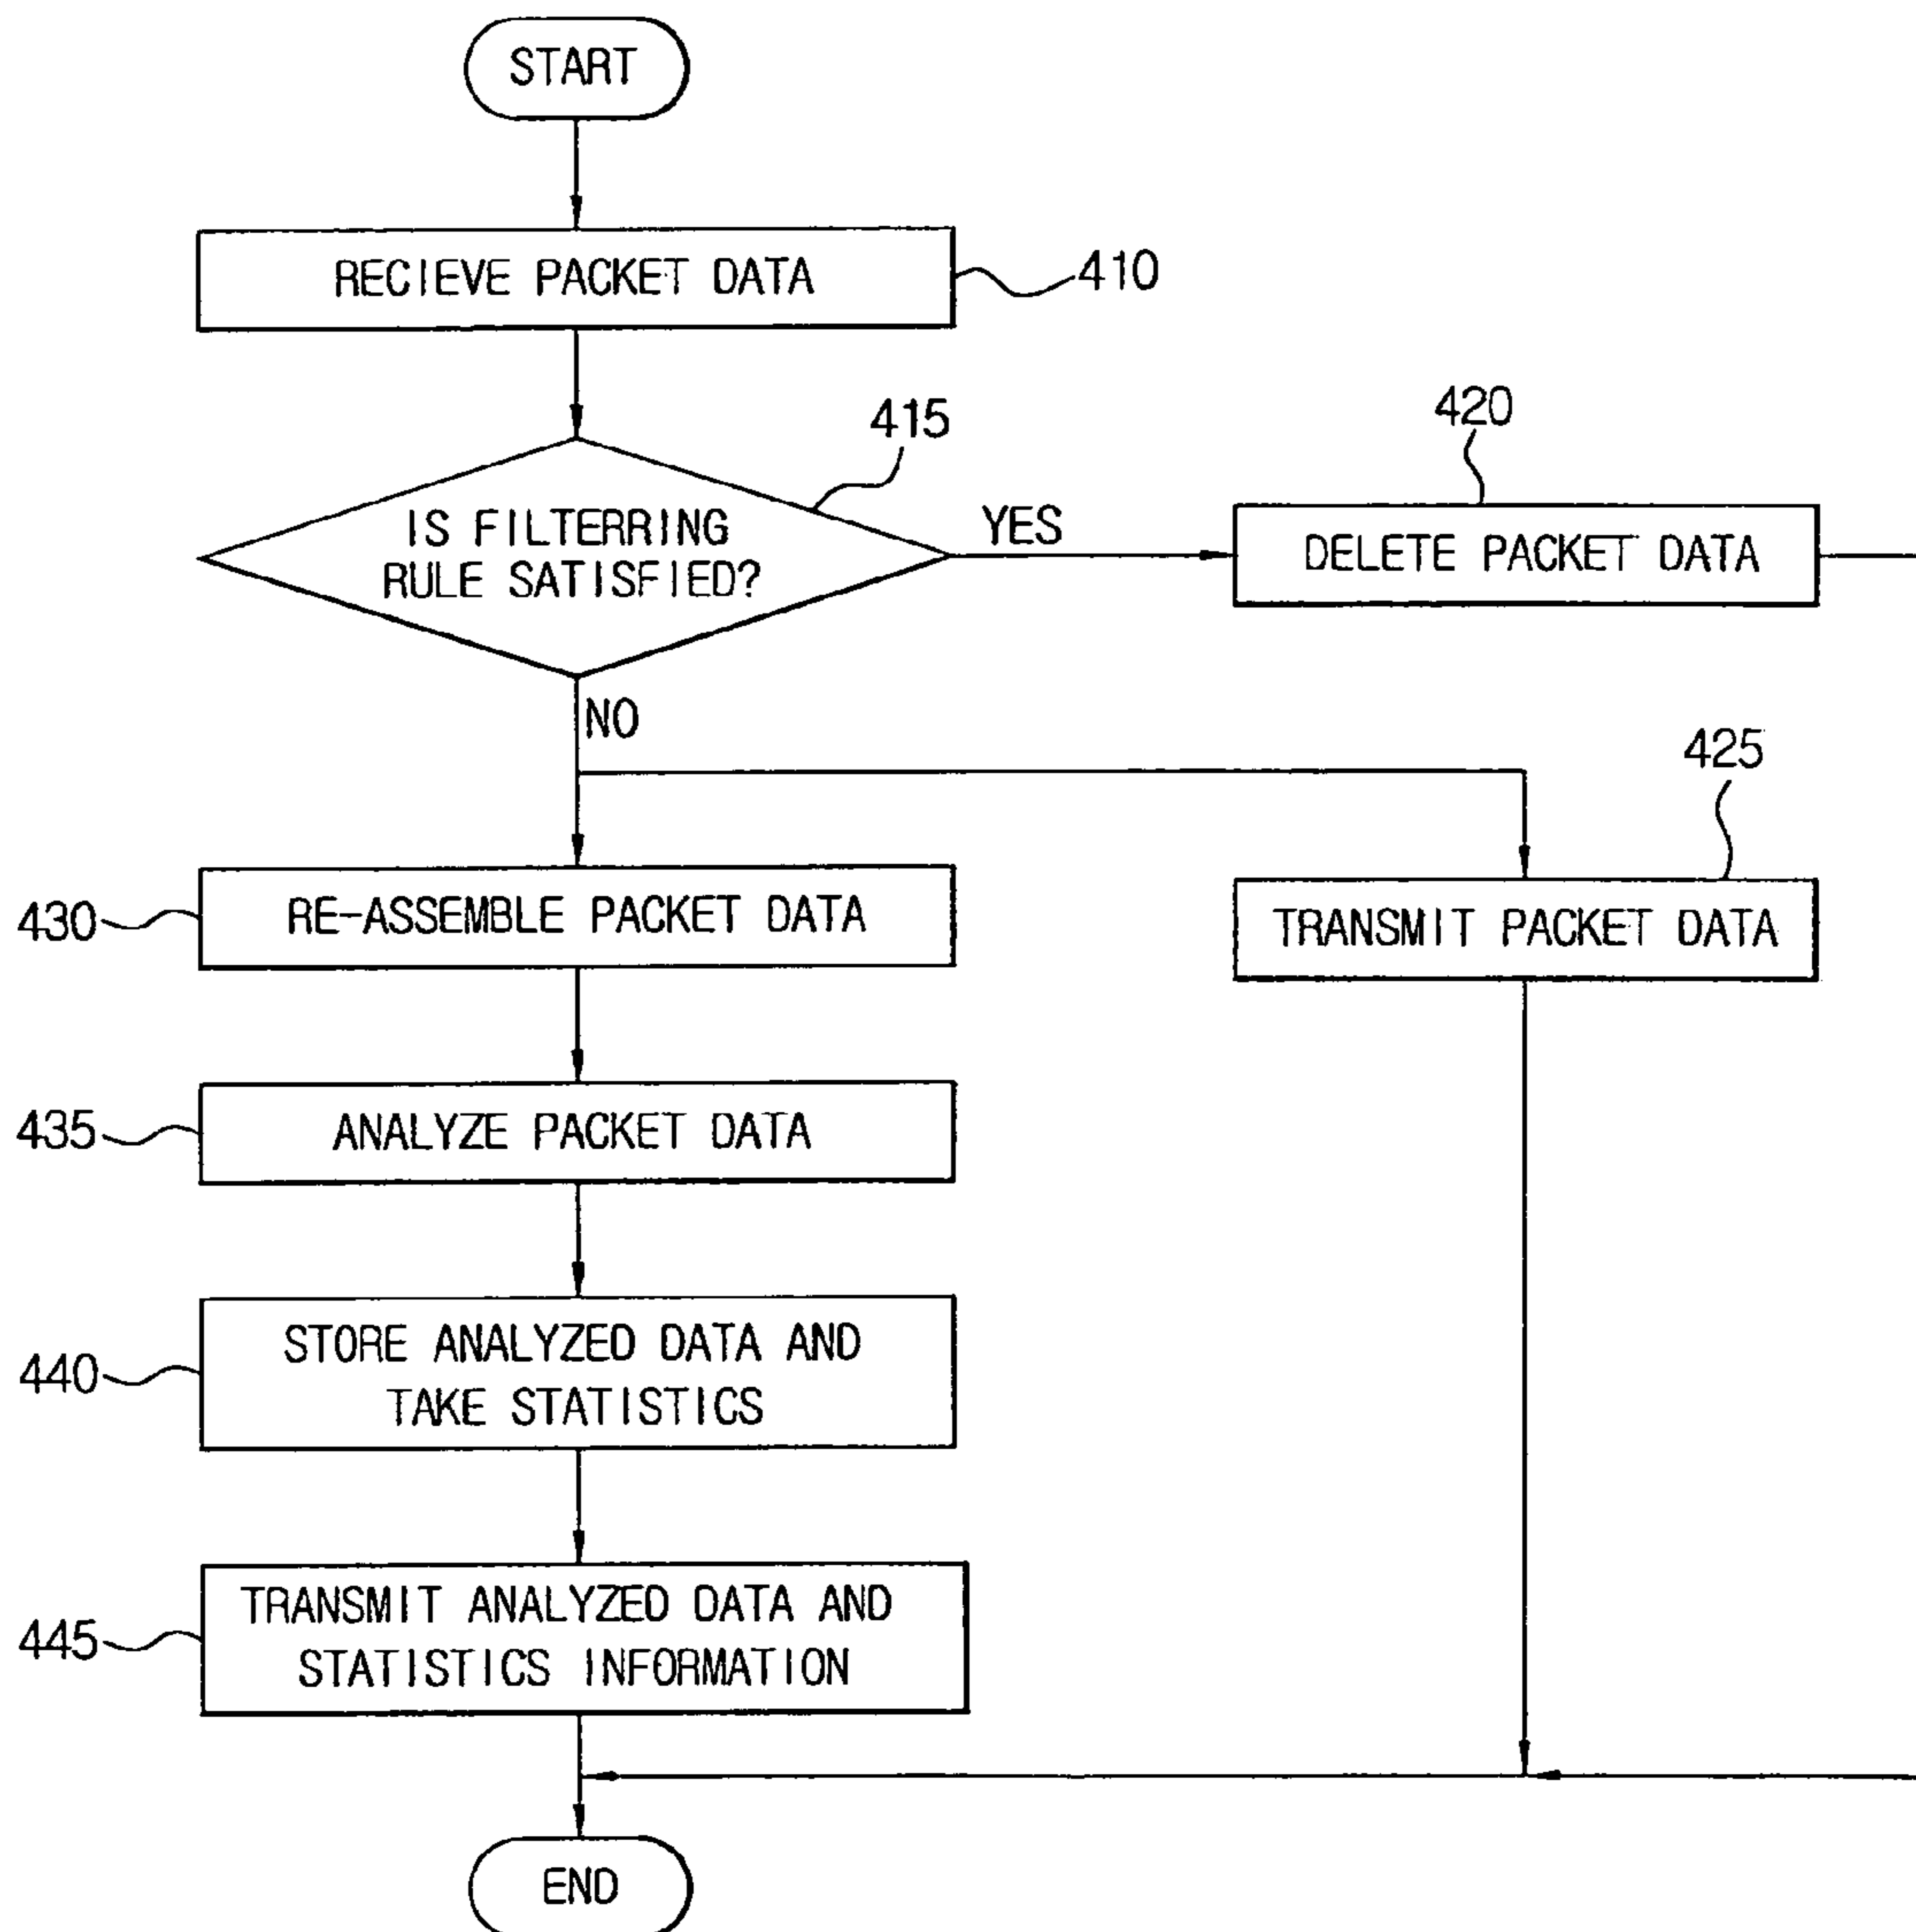 START
RECIEVE PACKET DATA
410
415
IS FILTERRING
RULE SATISFIED?
YES
420
DELETE PACKET DATA
NO
425
430
RE-ASSEMBLE PACKET DATA
TRANSMIT PACKET DATA
435
ANALYZE PACKET DATA
440
STORE ANALYZED DATA AND
TAKE STATISTICS
445
TRANSMIT ANALYZED DATA AND
STATISTICS INFORMATION
END